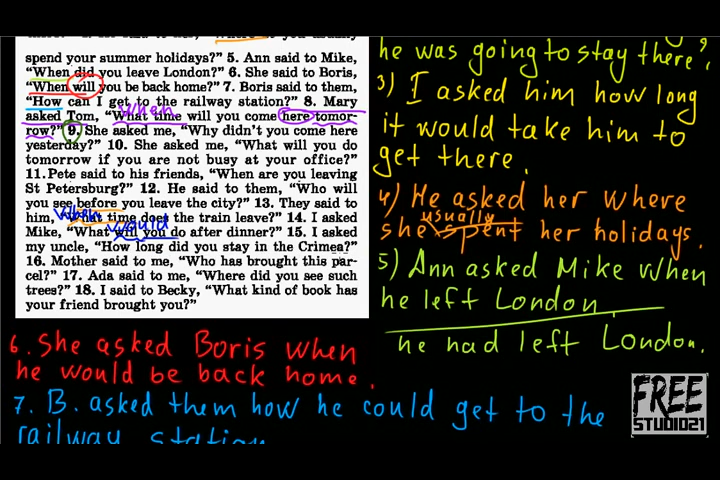 spend your summer holidays?" 5. Ann said to Mike,
"When did you leave London?" 6. She said to Boris,
"When will you be back home?" 7. Boris said to them,
"How can I get to the railway station?" 8. Mary
when
asked Tom, "What time will you come here tomor-
row?" 9. She asked me, "Why didn't you come here
yesterday?" 10. She asked me, "What will you do
tomorrow if you are not busy at your office?"
11. Pete said to his friends, "When are you leaving
St Petersburg?" 12. He said to them, "Who will
you see before you leave the city?" 13. They said to
when
him, "What time does the train leave?" 14. I asked
would
Mike, "What will you do after dinner?" 15. I asked
my uncle, "How long did you stay in the Crimea?"
16. Mother said to me, "Who has brought this par-
cel?" 17. Ada said to me, "Where did you see such
trees?" 18. I said to Becky, "What kind of book has
your friend brought you?"
he was going to stay there?
3) I asked him how long
it would take him to
get there.
4) He asked her where
usually
she spent her holidays.
5) Ann asked Mike when
he left London.
he had left London.
6. She asked Boris when
he would be back home.
7. B. asked them how he could get to the
railway station
FREE
STUDIO21